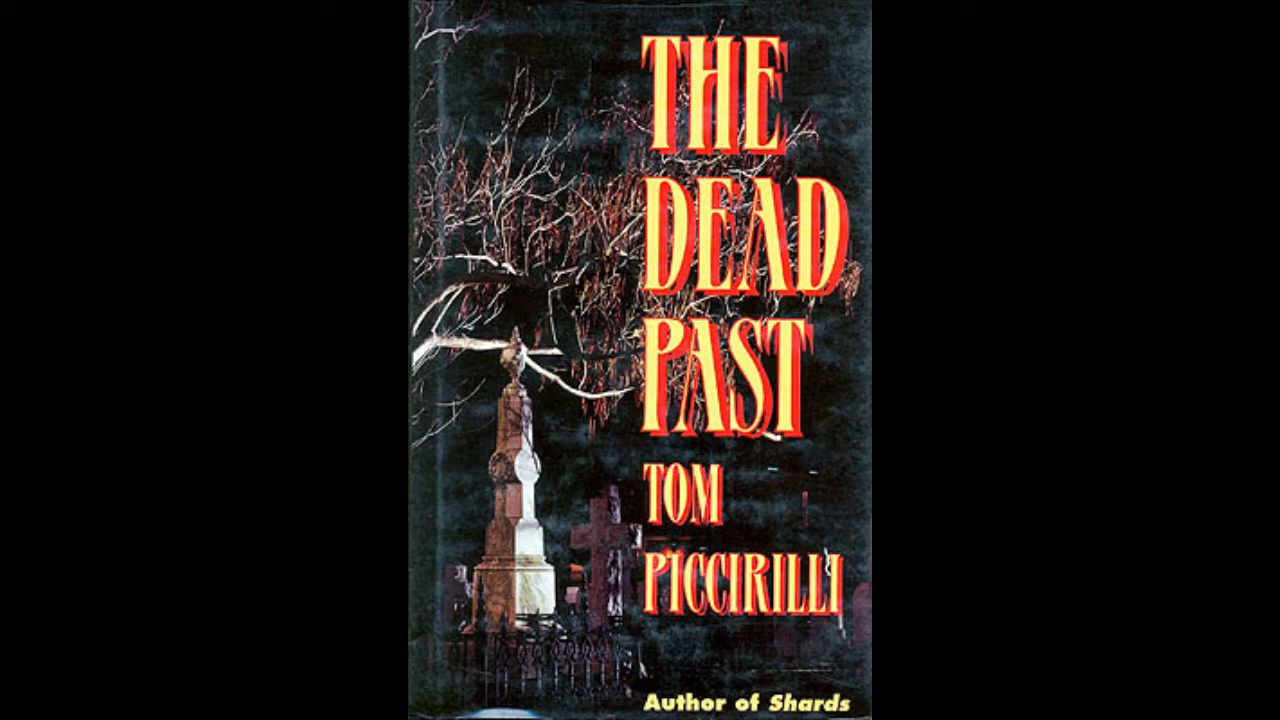 THE
DEAD
PAST
TOM
PICCIRILLI
Author of Shards